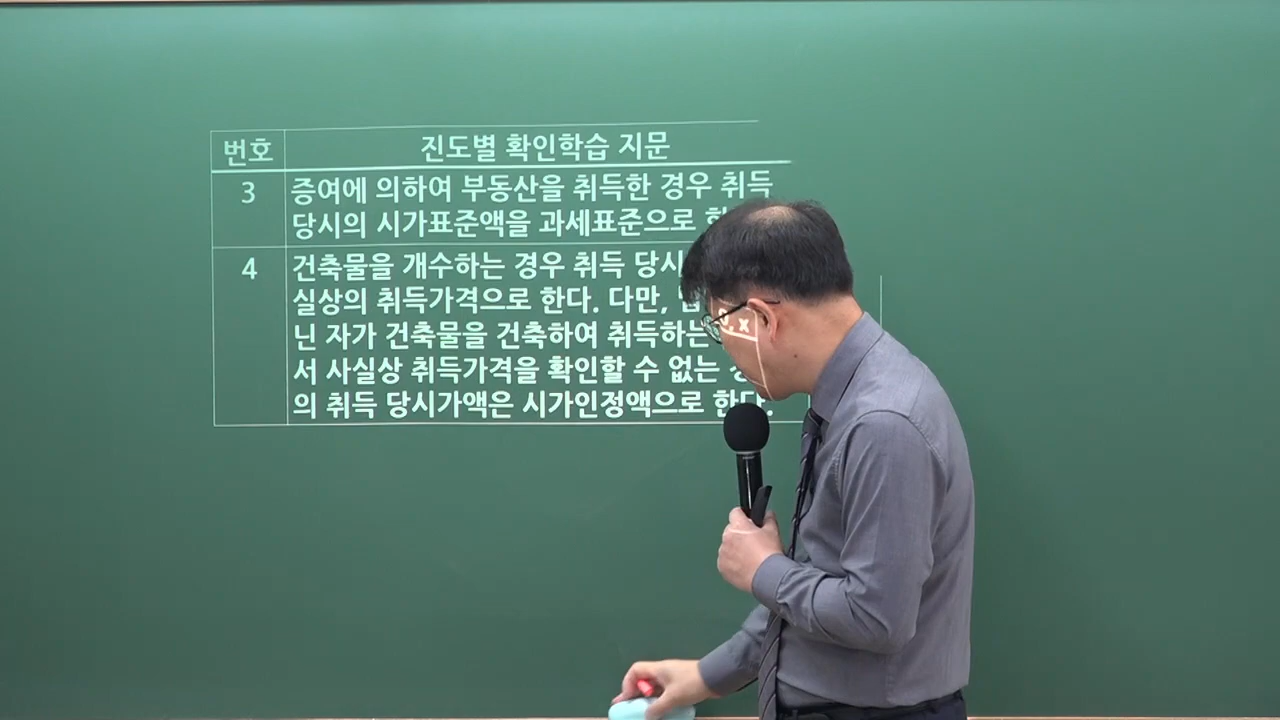 번호 진도별 확인학습 지문
3 증여에 의하여 부동산을 취득한 경우 취득
당시의 시가표준액을 과세표준으로
4 건축물을 개수하는 경우 취득 당시
실상의 취득가격으로 한다. 다만,
닌 자가 건축물을 건축하여 취득하는
서 사실상 취득가격을 확인할 수 없는
의 취득 당시가액은 시가인정액으로 한다.